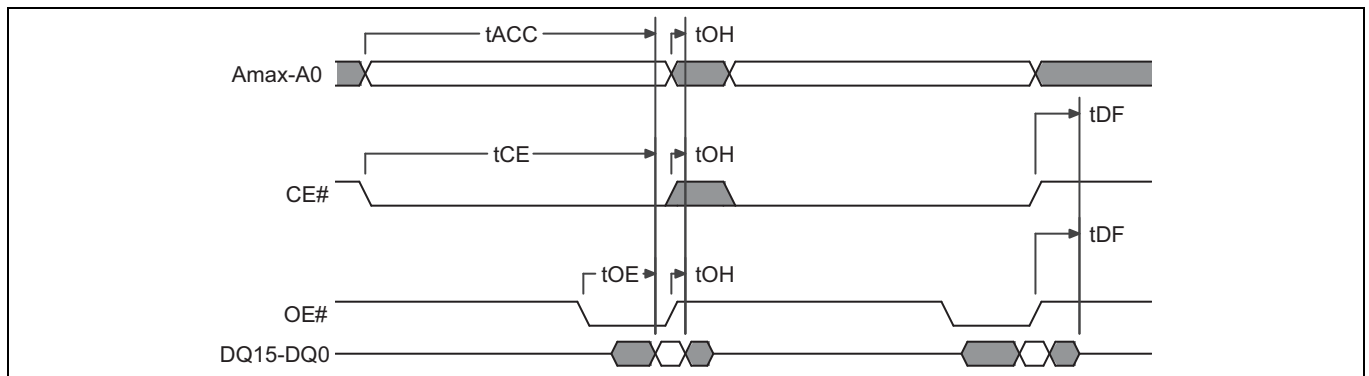 tACC tOH
Amax-A0
tDF
tCE tOH
CE#
tDF
tOE tOH
OE#
DQ15-DQ0